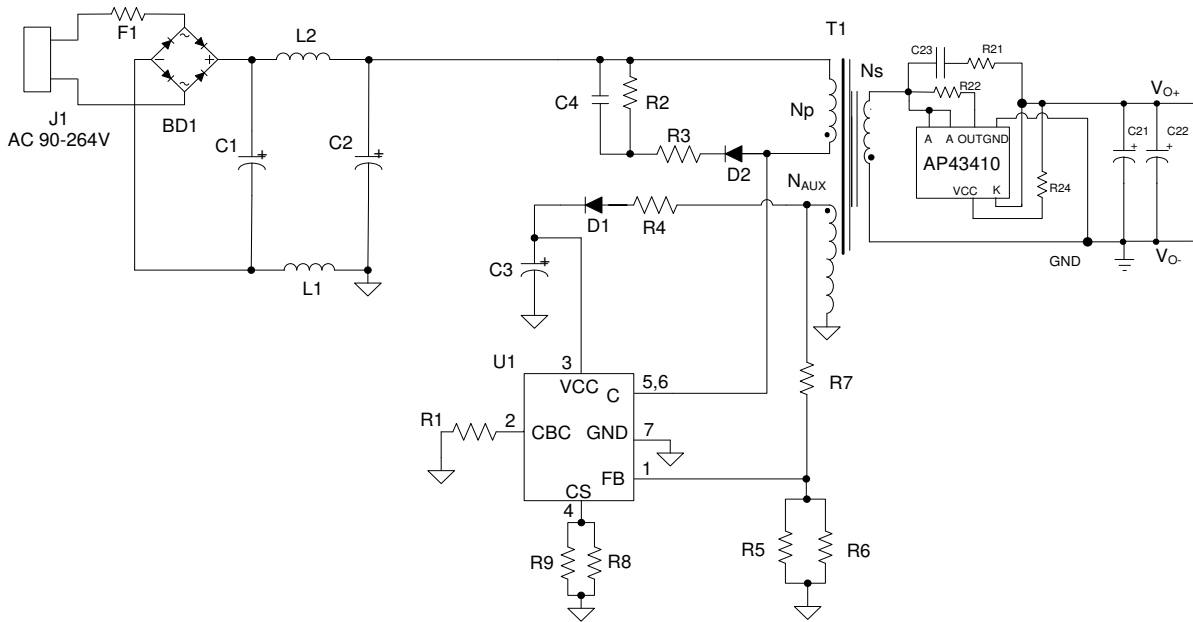 F1
J1
AC 90-264V
BD1
L2
C1
C2
L1
T1
C4
R2
R3
D2
Np
Ns
NAUX
D1
R4
C3
C23
R21
R22
A A OUTGND
AP43410
VCC K
R24
VO+
C21
C22
GND
VO-
U1
3
VCC
5,6
C
R1
2
CBC
GND
7
FB
1
CS
4
R9
R8
R7
R5
R6
~
~
-
+
+
+
+
+
+